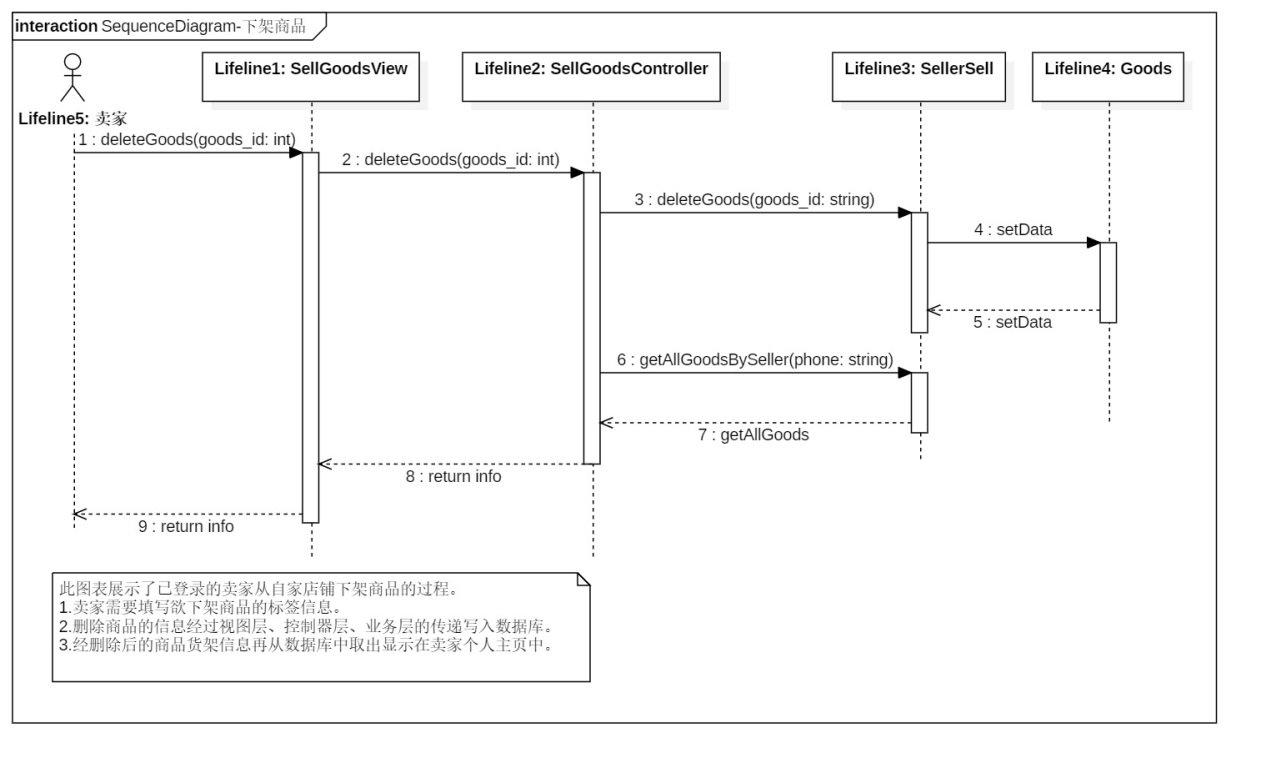 interaction SequenceDiagram-下架商品
Lifeline1: SellGoodsView
Lifeline2: SellGoodsController
Lifeline3: SellerSell
Lifeline4: Goods
Lifeline5: 卖家
1 : deleteGoods(goods_id: int)
2 : deleteGoods(goods_id: int)
3 : deleteGoods(goods_id: string)
4 : setData
5 : setData
6 : getAllGoodsBySeller(phone: string)
7 : getAllGoods
8 : return info
9 : return info
此图表展示了已登录的卖家从自家店铺下架商品的过程。
1.卖家需要填写欲下架商品的标签信息。
2.删除商品的信息经过视图层、控制器层、业务层的传递写入数据库。
3.经删除后的商品货架信息再从数据库中取出显示在卖家个人主页中。